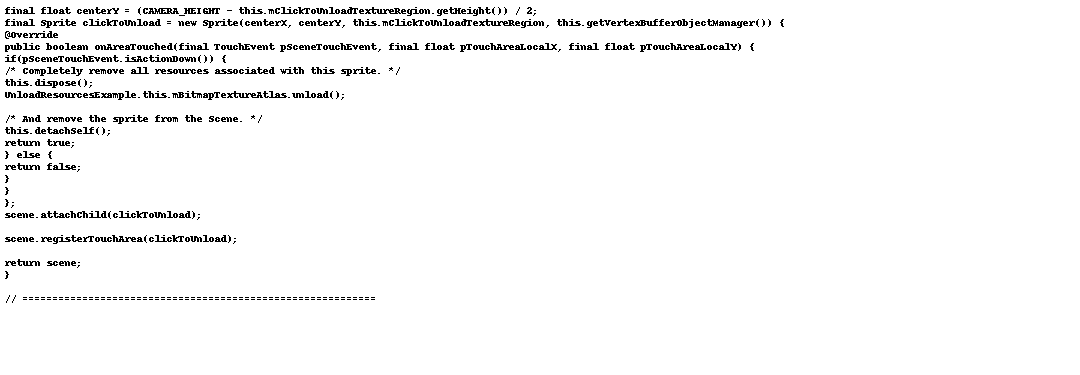 final float centerY = (CAMERA_HEIGHT - this.mClickToUnloadTextureRegion.getHeight()) / 2;
final Sprite clickToUnload = new Sprite(centerX, centerY, this.mClickToUnloadTextureRegion, this.getVertexBufferObjectManager()) {
@Override
public boolean onAreaTouched(final TouchEvent pSceneTouchEvent, final float pTouchAreaLocalX, final float pTouchAreaLocalY) {
if(pSceneTouchEvent.isActionDown()) {
/* Completely remove all resources associated with this sprite. */
this.dispose();
UnloadResourcesExample.this.mBitmapTextureAtlas.unload();

/* And remove the sprite from the Scene. */
this.detachSelf();
return true;
} else {
return false;
}
}
};
scene.attachChild(clickToUnload);

scene.registerTouchArea(clickToUnload);

return scene;
}

// ===========================================================